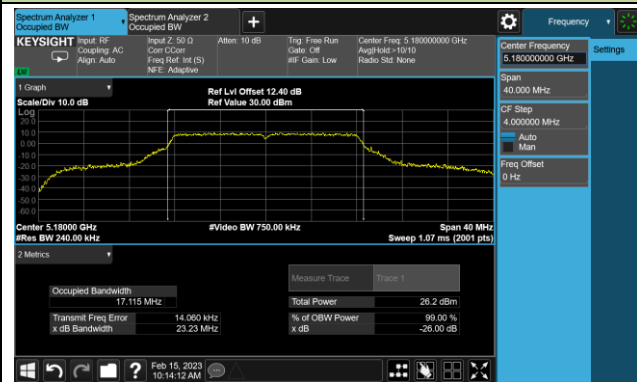 Spectrum Analyzer 1
Occupied BW
Spectrum Analyzer 2
Occupied BW
+
Frequency
KEYSIGHT
Input: RF
Coupling: AC
Align: Auto
Input Z: 50 Ω
Corr CCorr
Freq Ref: Int (S)
NFE: Adaptive
Atten: 10 dB
Trig: Free Run
Gate: Off
#IF Gain: Low
Center Freq: 5.180000000 GHz
Avg|Hold:>10/10
Radio Std: None
Center Frequency
5.180000000 GHz
Settings
Span
40.000 MHz
CF Step
4.000000 MHz
Auto
Man
Freq Offset
0 Hz
1 Graph
Scale/Div 10.0 dB
Ref Lvl Offset 12.40 dB
Ref Value 30.00 dBm
Log
20.0
10.0
0.00
-10.0
-20.0
-30.0
-40.0
-50.0
-60.0
Center 5.18000 GHz
#Res BW 240.00 kHz
#Video BW 750.00 kHz
Span 40 MHz
Sweep 1.07 ms (2001 pts)
2 Metrics
Measure Trace
Trace 1
Occupied Bandwidth
17.115 MHz
Total Power
26.2 dBm
Transmit Freq Error
14.060 kHz
% of OBW Power
99.00 %
x dB Bandwidth
23.23 MHz
x dB
-26.00 dB
?
Feb 15, 2023
10:14:12 AM